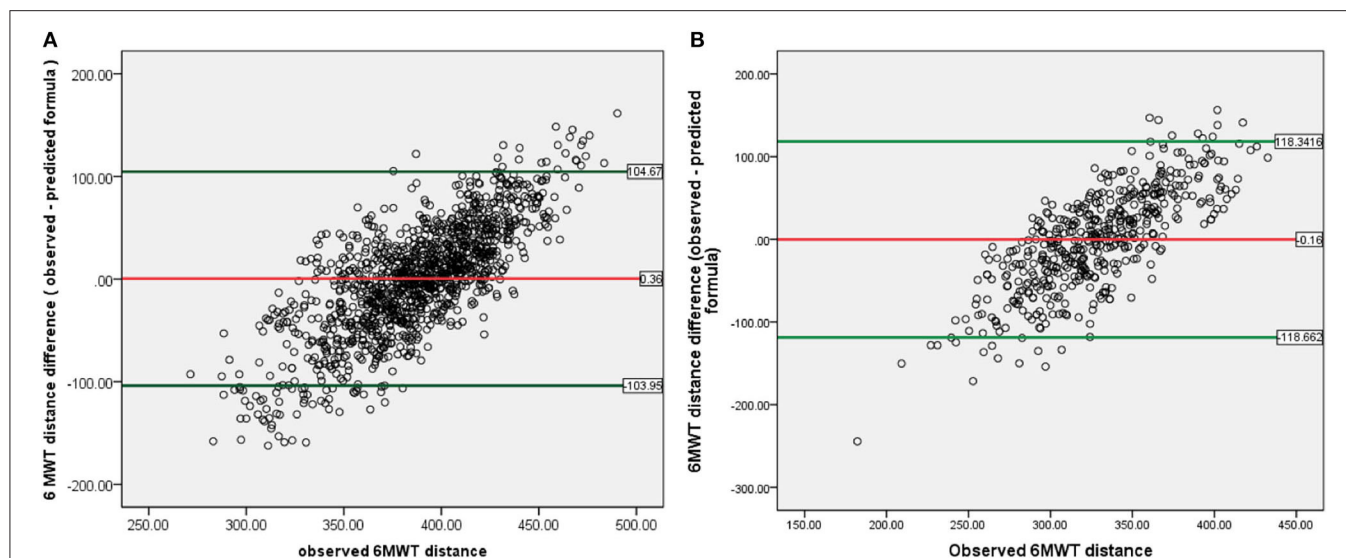 A
6 MWT distance difference ( observed - predicted formula )
200.00
100.00
.00
-100.00
-200.00
104.67
0.36
-103.95
250.00 300.00 350.00 400.00 450.00 500.00
observed 6MWT distance
B
6MWT distance difference (observed - predicted
formula)
200.00
100.00
.00
-100.00
-200.00
-300.00
118.3416
-0.16
-118.662
150.00 200.00 250.00 300.00 350.00 400.00 450.00
Observed 6MWT distance